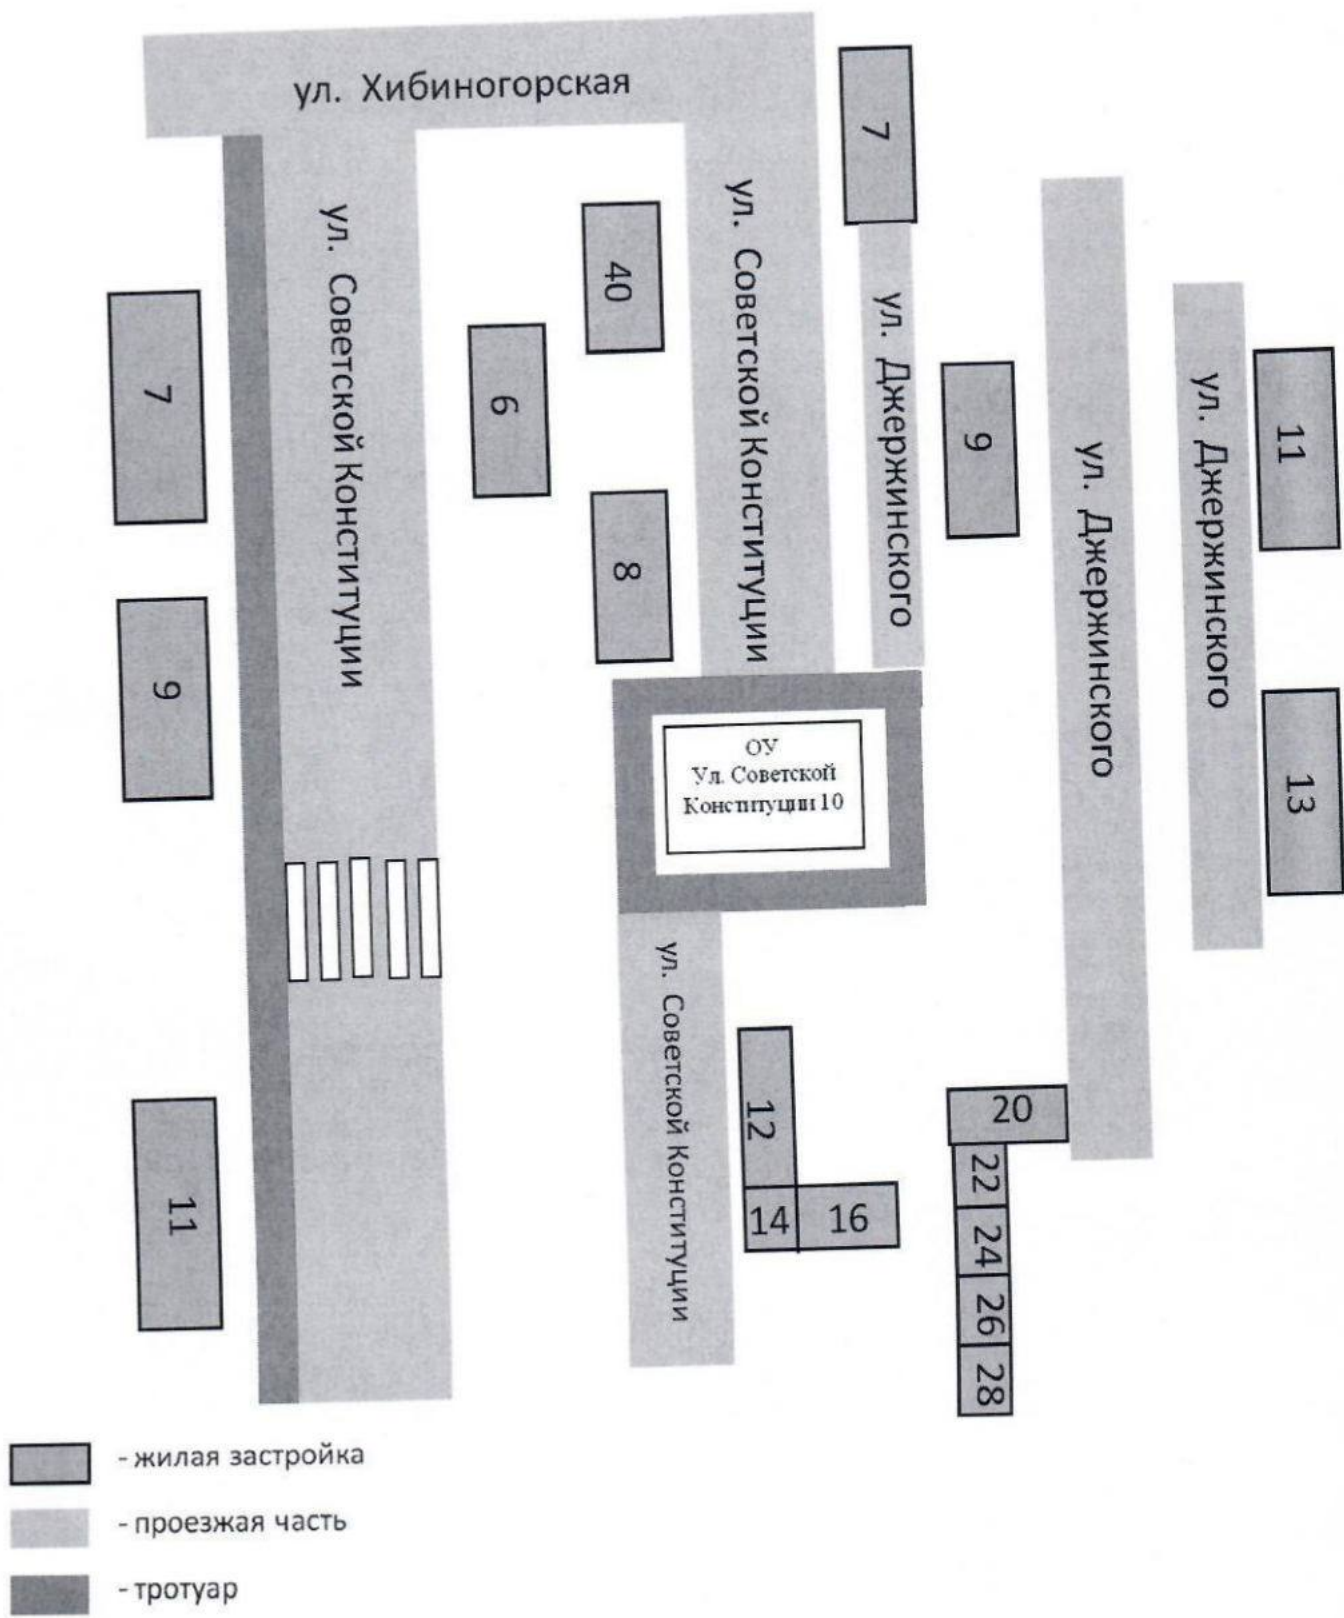 ул. Хибиногорская
7
ул. Советской Конституции
40
ул. Советской Конституции
ул. Джержинского
7
6
9
ул. Джержинского
ул. Джержинского
11
8
9
ОУ
Ул. Советской
Конституции 10
13
ул. Советской Конституции
12
20
22
11
14
16
24
26
28
- жилая застройка
- проезжая часть
- тротуар